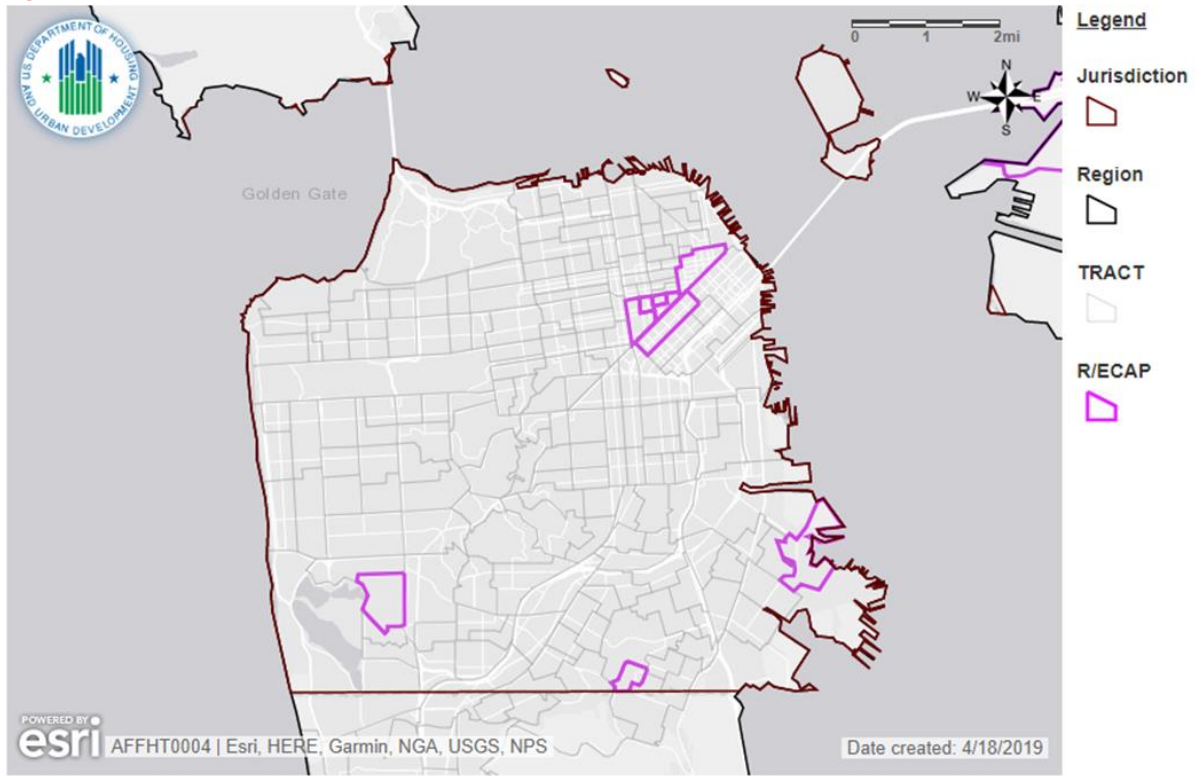 US DEPARTMENT OF HOUSING
AND URBAN DEVELOPMENT
0 1 2mi
N
W E
S
Golden Gate
Legend
Jurisdiction
Region
TRACT
R/ECAP
POWERED BY
esri
AFFHT0004 | Esri, HERE, Garmin, NGA, USGS, NPS
Date created: 4/18/2019